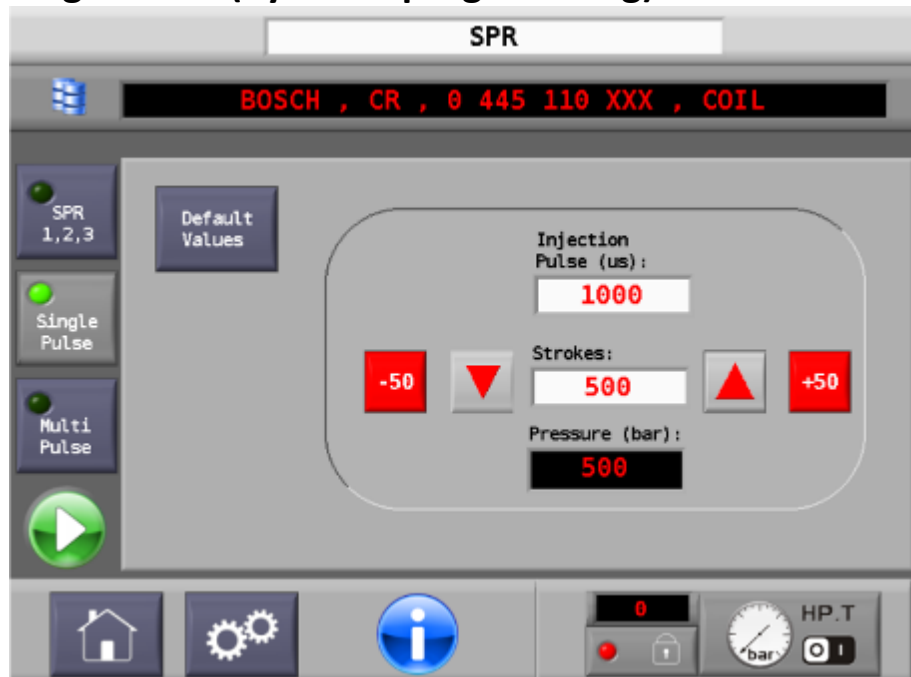 SPR
BOSCH , CR , 0 445 110 XXX , COIL
SPR
1,2,3
Default
Values
Injection
Pulse (us):
1000
Single
Pulse
Strokes:
-50
500
+50
Multi
Pulse
Pressure (bar):
500
0
HP.T
bar
O I